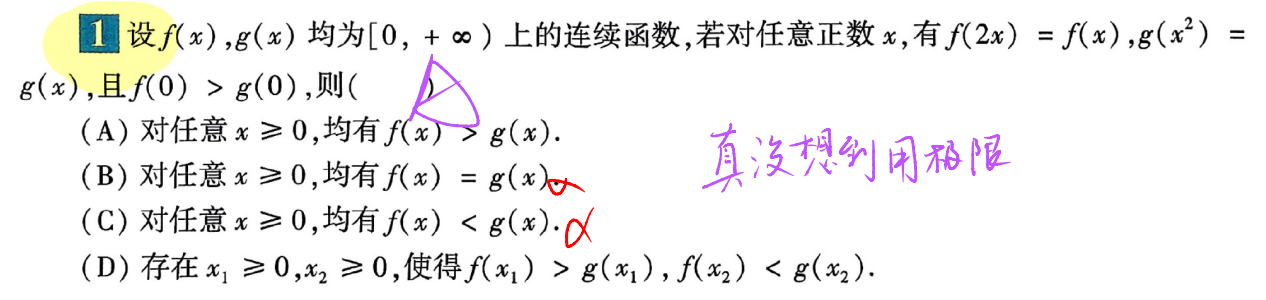 1 设f(x),g(x)均为[0, + ∞)上的连续函数,若对任意正数x,有f(2x) = f(x),g(x²) =
g(x),且f(0) > g(0),则( A )
(A) 对任意x ≥ 0,均有f(x) > g(x).
(B) 对任意x ≥ 0,均有f(x) = g(x).
真没想到用极限
(C) 对任意x ≥ 0,均有f(x) < g(x).
(D) 存在x₁ ≥ 0,x₂ ≥ 0,使得f(x₁) > g(x₁),f(x₂) < g(x₂).